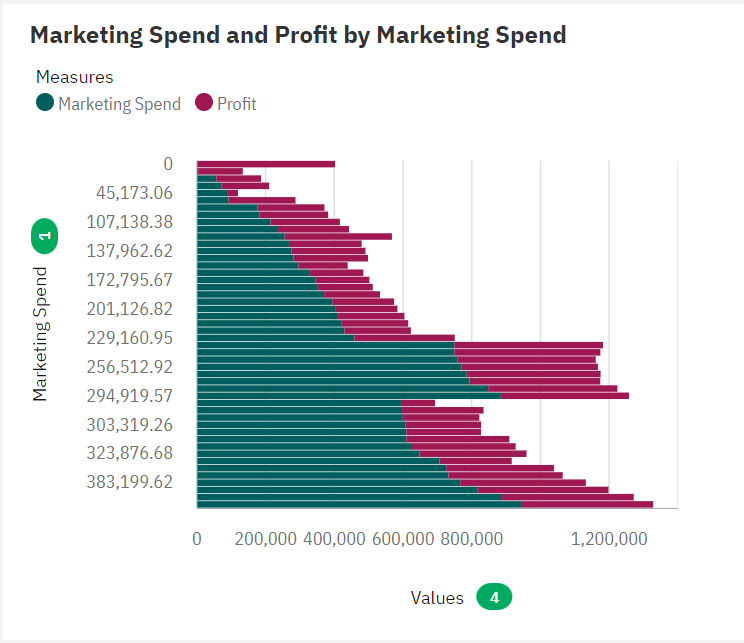 Marketing Spend and Profit by Marketing Spend
Measures
Marketing Spend Profit
0
45,173.06
107,138.38
137,962.62
172,795.67
201,126.82
229,160.95
256,512.92
294,919.57
303,319.26
323,876.68
383,199.62
Marketing Spend 1
0 200,000 400,000 600,000 800,000 1,200,000
Values 4